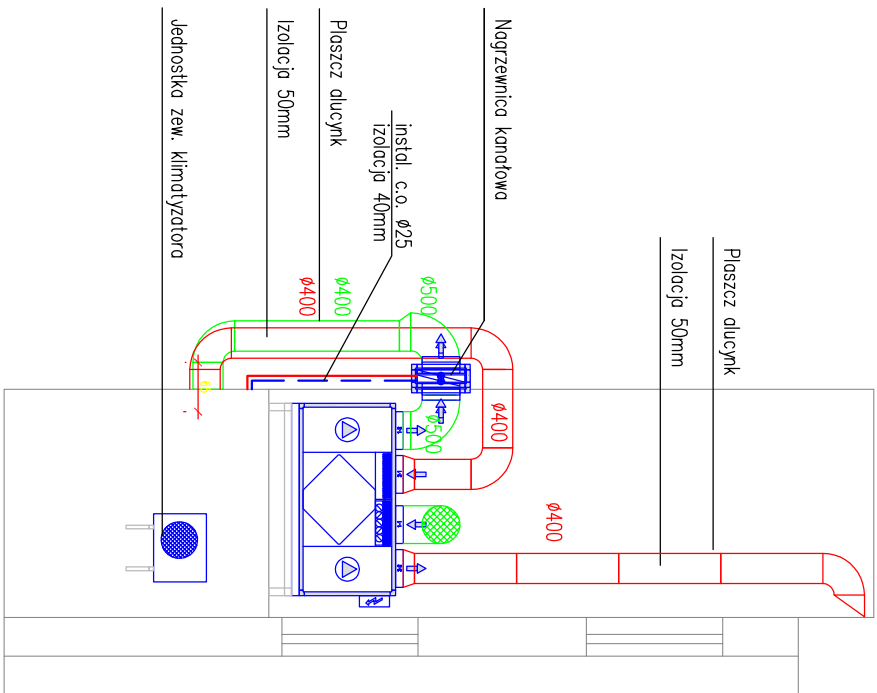 Płaszcz alucynk
Izolacja 50mm
Nagrzewnica kanałowa
instal. c.o. ø25
izolacja 40mm
Płaszcz alucynk
Izolacja 50mm
Jednostka zew. klimatyzatora
ø500
ø400
ø400
ø500
ø400
ø400